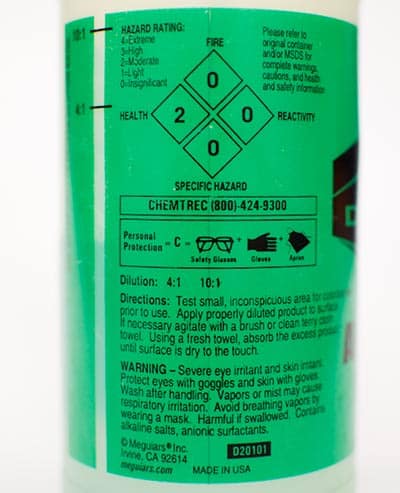 10:1
4:1
HAZARD RATING:
4=Extreme
3=High
2=Moderate
1=Light
0=Insignificant
Please refer to
original container
and/or MSDS for
complete warnings,
cautions, and health
and safety information
FIRE
0
HEALTH 2 0 REACTIVITY
0
SPECIFIC HAZARD
CHEMTREC (800)-424-9300
Personal
Protection = C = + +
Safety Glasses Gloves Apron
Dilution: 4:1 10:1
Directions: Test small, inconspicuous area for
prior to use. Apply properly diluted product to surface.
If necessary agitate with a brush or clean terry cloth
towel. Using a fresh towel, absorb the excess product
until surface is dry to the touch.
WARNING – Severe eye irritant and skin irritant.
Protect eyes with goggles and skin with gloves.
Wash after handling. Vapors or mist may cause
respiratory irritation. Avoid breathing vapors by
wearing a mask. Harmful if swallowed. Contains
alkaline salts, anionic surfactants.
© Meguiars® Inc.
Irvine, CA 92614
meguiars.com
D20101
MADE IN USA